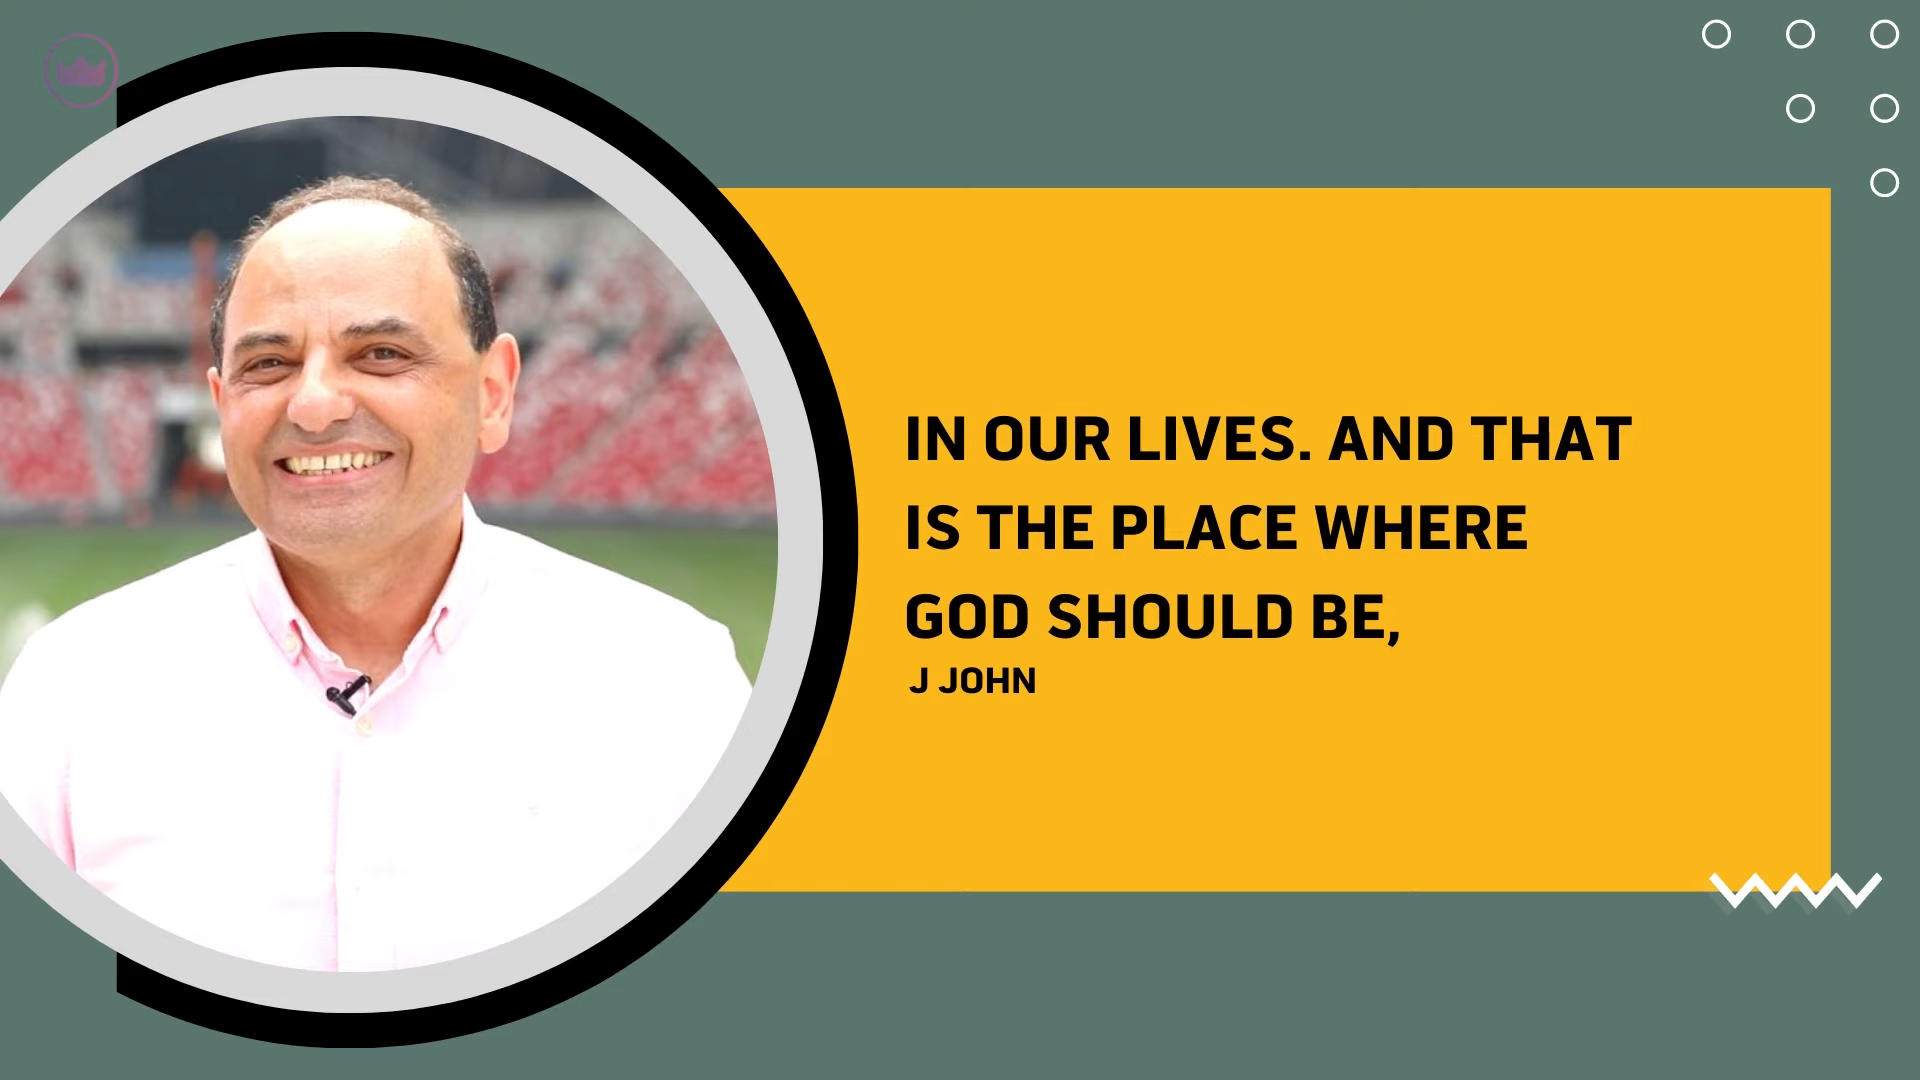 IN OUR LIVES. AND THAT
IS THE PLACE WHERE
GOD SHOULD BE,
J JOHN